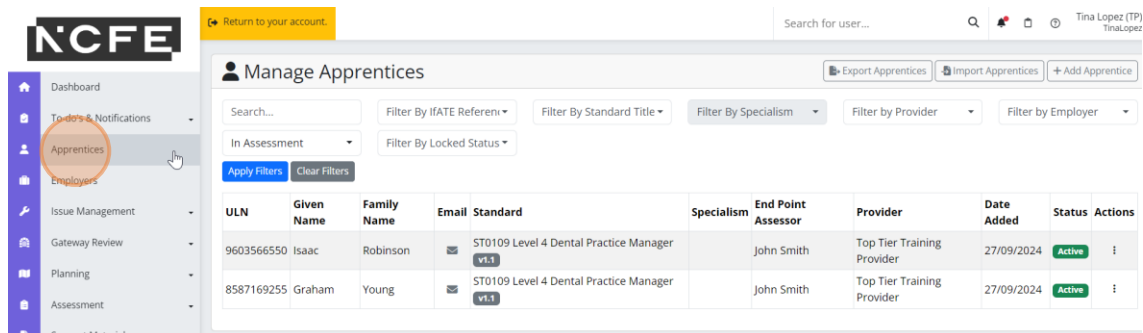 NCFE
Return to your account.
Search for user...
Tina Lopez (TP)
TinaLopez
Dashboard
To-do's & Notifications
Apprentices
Employers
Issue Management
Gateway Review
Planning
Assessment
Manage Apprentices
Export Apprentices
Import Apprentices
+ Add Apprentice
Search...
Filter By IfATE Referenc
Filter By Standard Title
Filter By Specialism
Filter by Provider
Filter by Employer
In Assessment
Filter By Locked Status
Apply Filters
Clear Filters
ULN Given Name Family Name Email Standard Specialism End Point Assessor Provider Date Added Status Actions
9603566550 Isaac Robinson ST0109 Level 4 Dental Practice Manager v1.1 John Smith Top Tier Training Provider 27/09/2024 Active
8587169255 Graham Young ST0109 Level 4 Dental Practice Manager v1.1 John Smith Top Tier Training Provider 27/09/2024 Active